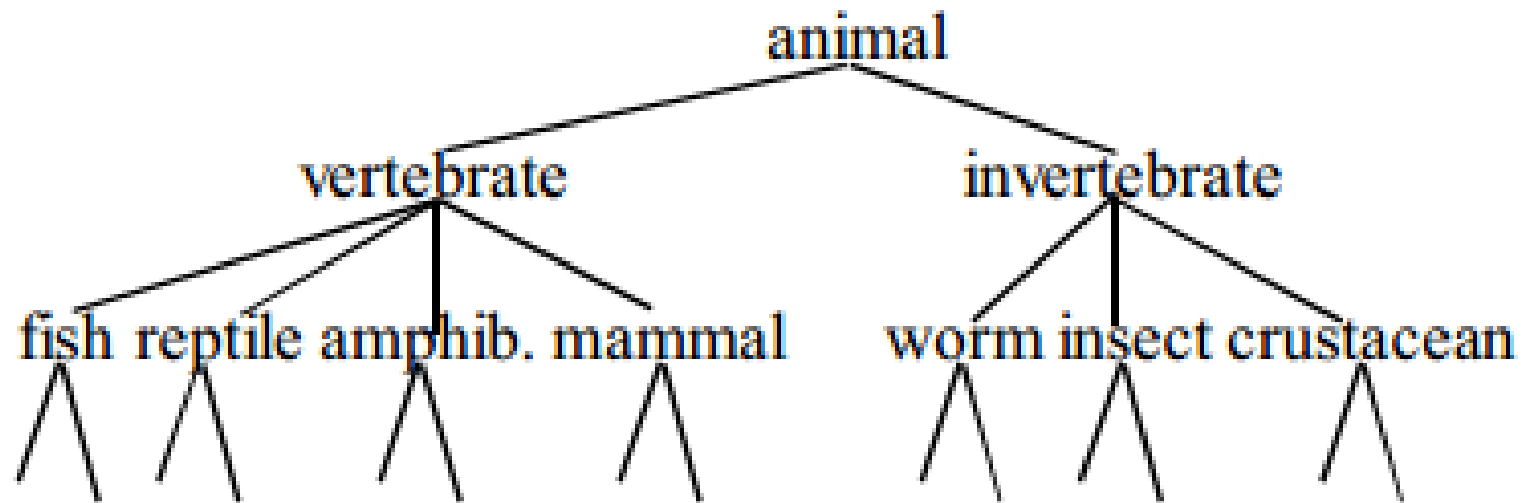 animal
vertebrate invertebrate
fish reptile amphib. mammal worm insect crustacean